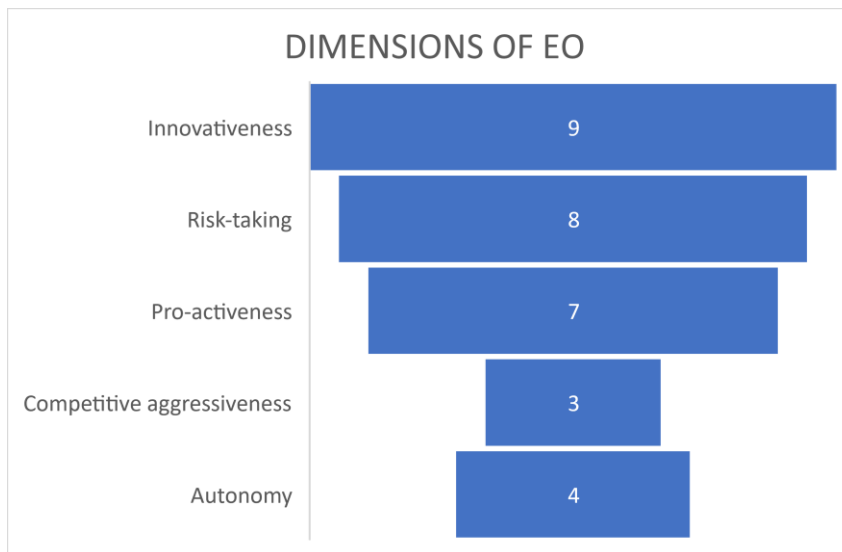 DIMENSIONS OF EO
Innovativeness 9
Risk-taking 8
Pro-activeness 7
Competitive aggressiveness 3
Autonomy 4